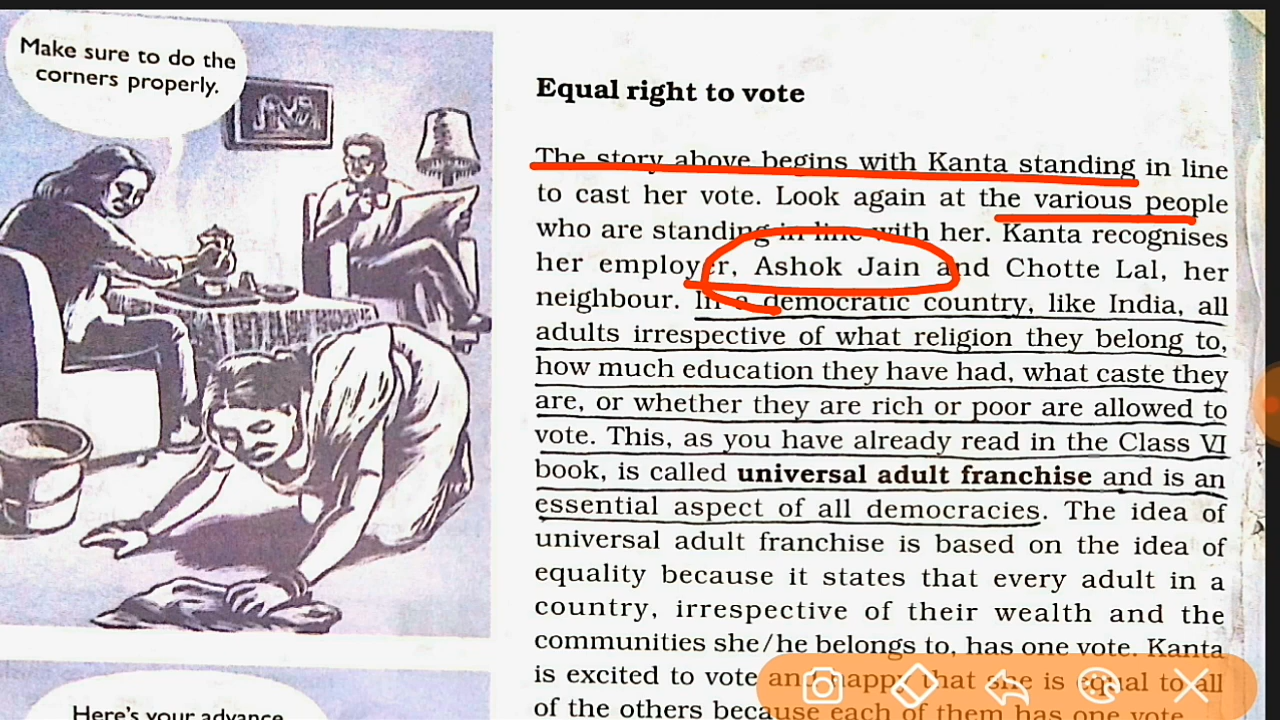 Make sure to do the
corners properly.
Equal right to vote
The story above begins with Kanta standing in line
to cast her vote. Look again at the various people
who are standing in line with her. Kanta recognises
her employer, Ashok Jain and Chotte Lal, her
neighbour. In a democratic country, like India, all
adults irrespective of what religion they belong to,
how much education they have had, what caste they
are, or whether they are rich or poor are allowed to
vote. This, as you have already read in the Class VI
book, is called universal adult franchise and is an
essential aspect of all democracies. The idea of
universal adult franchise is based on the idea of
equality because it states that every adult in a
country, irrespective of their wealth and the
communities she/he belongs to, has one vote. Kanta
is excited to vote and happy that she is equal to all
of the others because each of them has one vote.
Here's your advance